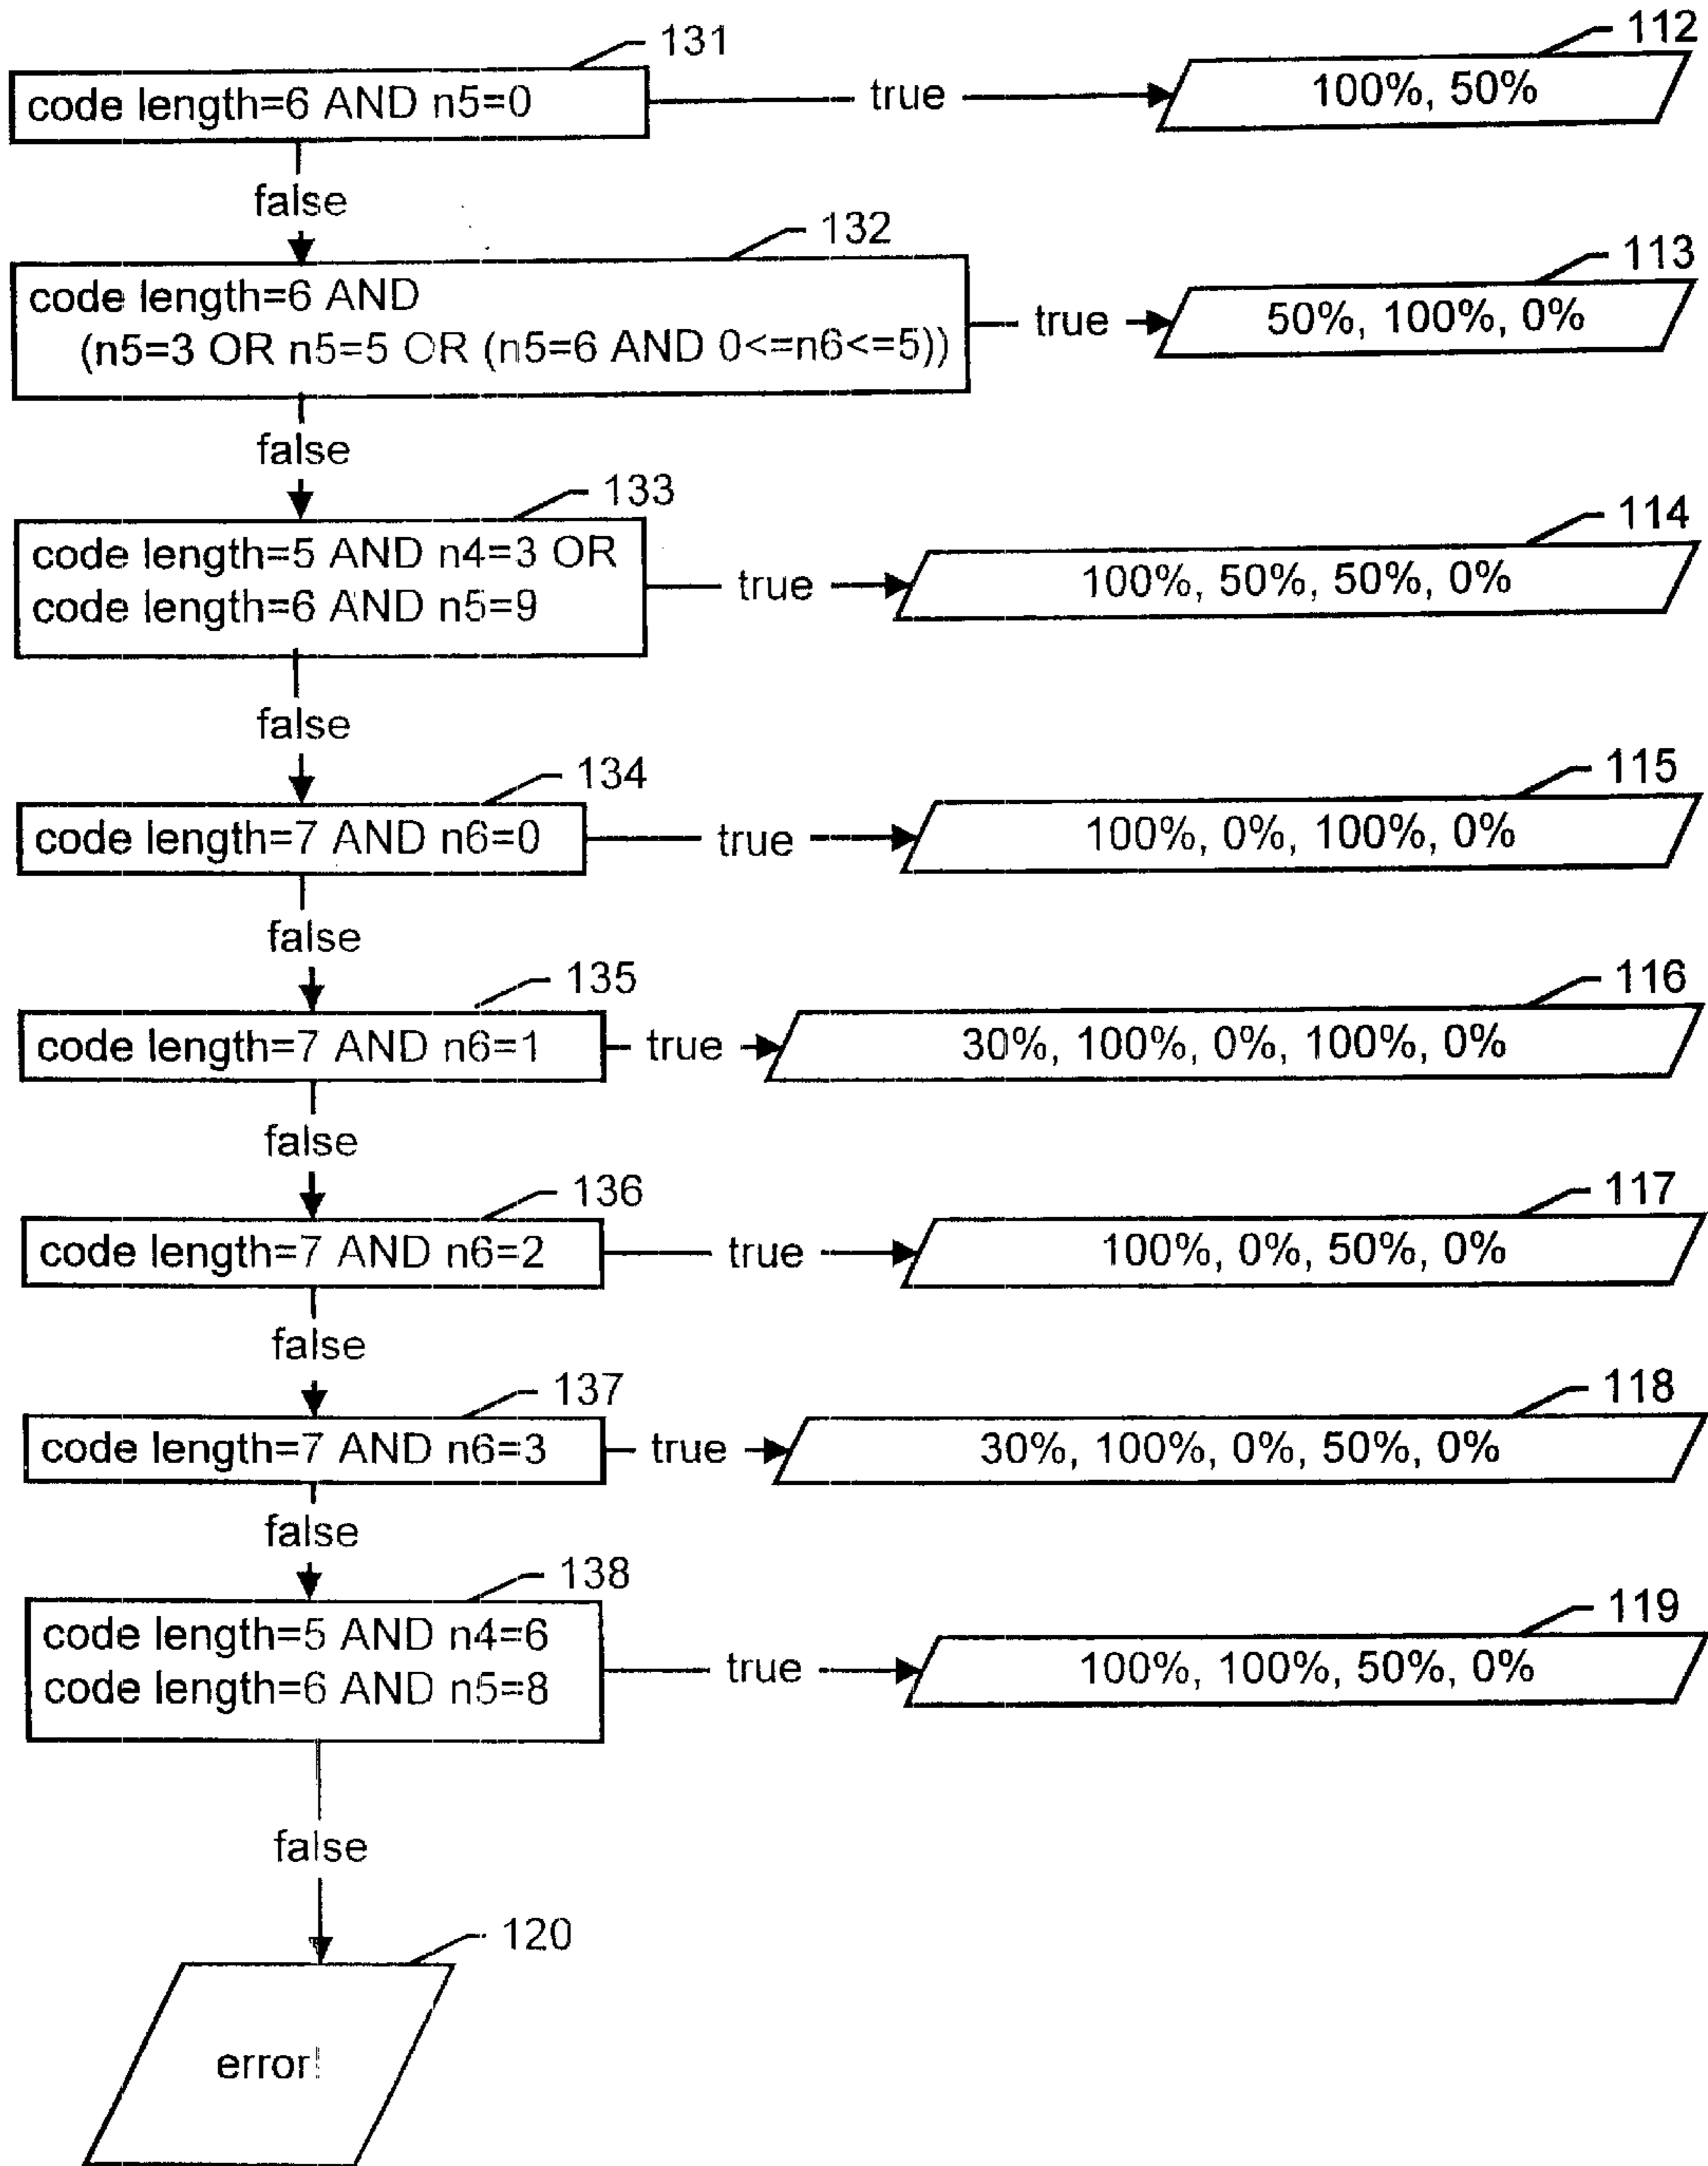 131
112
code length=6 AND n5=0
true
100%, 50%
false
132
113
code length=6 AND
(n5=3 OR n5=5 OR (n5=6 AND 0<=n6<=5))
true
50%, 100%, 0%
false
133
114
code length=5 AND n4=3 OR
code length=6 AND n5=9
true
100%, 50%, 50%, 0%
false
134
115
code length=7 AND n6=0
true
100%, 0%, 100%, 0%
false
135
116
code length=7 AND n6=1
true
30%, 100%, 0%, 100%, 0%
false
136
117
code length=7 AND n6=2
true
100%, 0%, 50%, 0%
false
137
118
code length=7 AND n6=3
true
30%, 100%, 0%, 50%, 0%
false
138
119
code length=5 AND n4=6
code length=6 AND n5=8
true
100%, 100%, 50%, 0%
false
120
error!